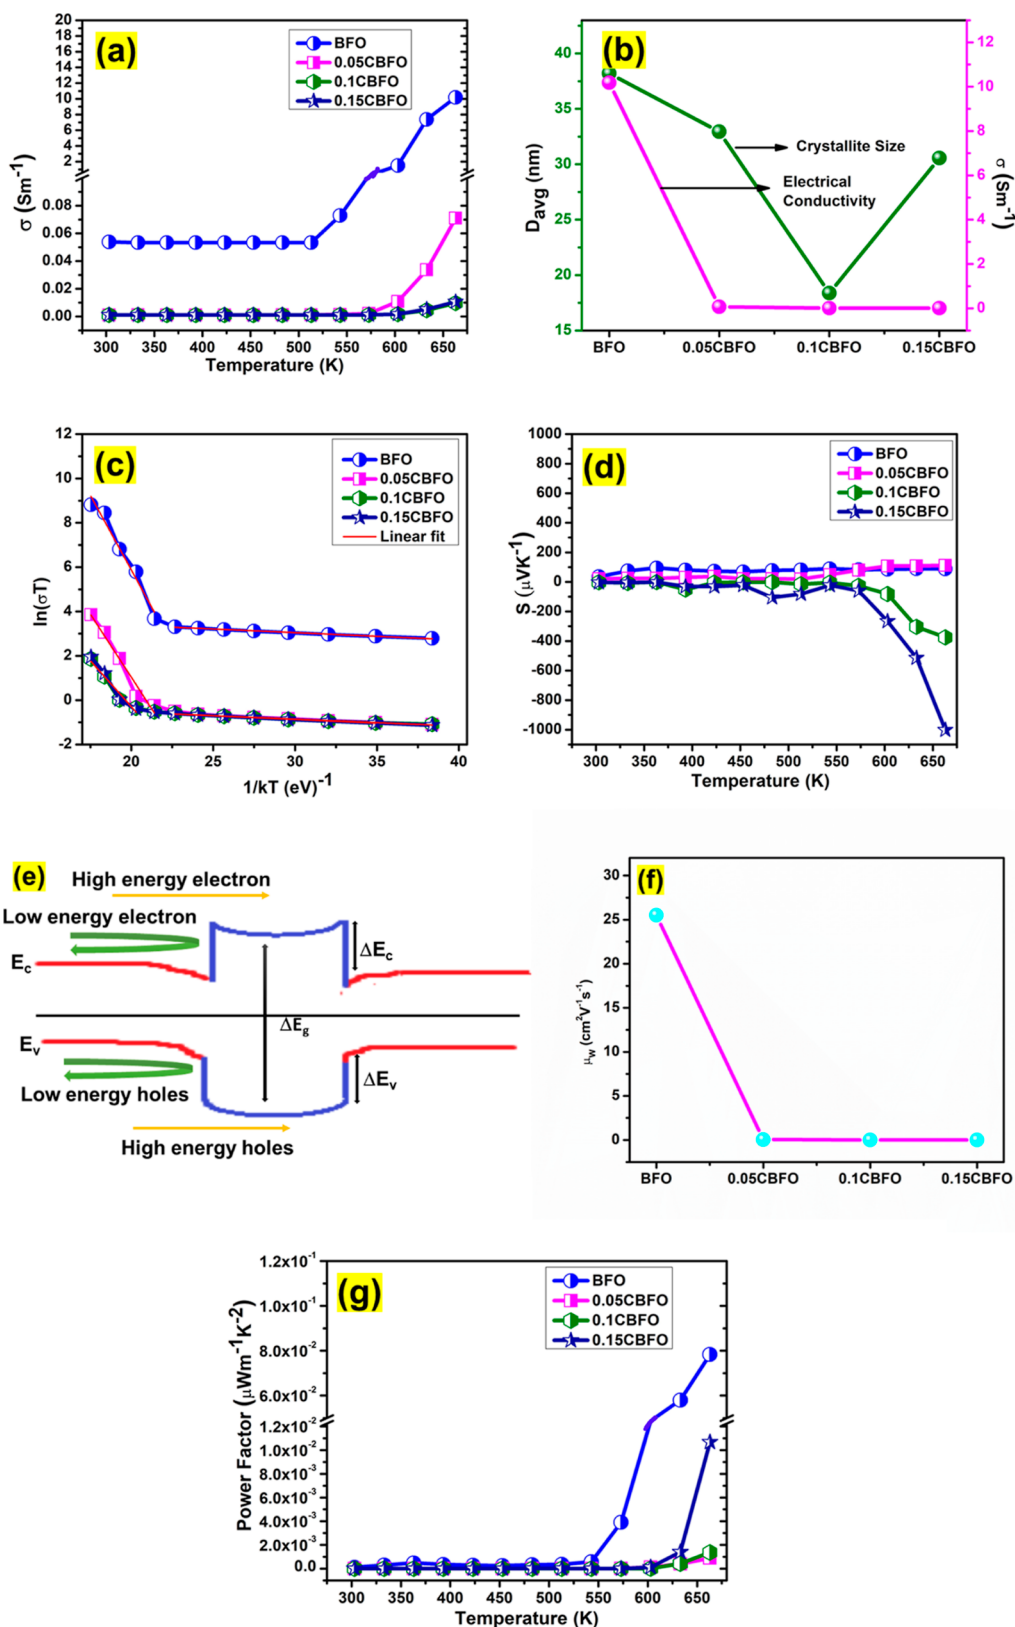 (a)
BFO
0.05CBFO
0.1CBFO
0.15CBFO
20
18
16
14
12
10
8
6
4
2
0.08
0.06
0.04
0.02
0.00
σ (Sm⁻¹)
300 350 400 450 500 550 600 650
Temperature (K)
(b)
40
35
30
25
20
15
D_avg (nm)
Crystallite Size
Electrical
Conductivity
12
10
8
6
4
2
0
σ (Sm⁻¹)
BFO 0.05CBFO 0.1CBFO 0.15CBFO
(c)
BFO
0.05CBFO
0.1CBFO
0.15CBFO
Linear fit
12
10
8
6
4
2
0
-2
ln(σT)
20 25 30 35 40
1/kT (eV)⁻¹
(d)
BFO
0.05CBFO
0.1CBFO
0.15CBFO
1000
800
600
400
200
0
-200
-400
-600
-800
-1000
S (μVK⁻¹)
300 350 400 450 500 550 600 650
Temperature (K)
(e)
High energy electron
Low energy electron
E_c
ΔE_c
ΔE_g
E_v
ΔE_v
Low energy holes
High energy holes
(f)
30
25
20
15
10
5
0
μ_w (cm²V⁻¹s⁻¹)
BFO 0.05CBFO 0.1CBFO 0.15CBFO
(g)
BFO
0.05CBFO
0.1CBFO
0.15CBFO
1.2x10⁻¹
1.0x10⁻¹
8.0x10⁻²
6.0x10⁻²
1.2x10⁻²
1.0x10⁻²
8.0x10⁻³
6.0x10⁻³
4.0x10⁻³
2.0x10⁻³
0.0
Power Factor (μWm⁻¹K⁻²)
300 350 400 450 500 550 600 650
Temperature (K)